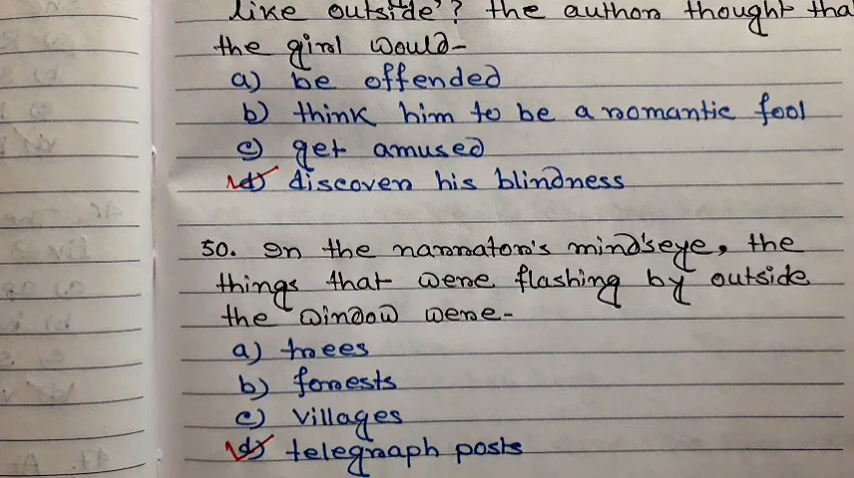 like outside'? the author thought tha
the girl would-
a) be offended
b) think him to be a romantic fool
c) get amused
d) discover his blindness
50. In the narrator's mind's eye, the
things that were flashing by outside
the window were-
a) trees
b) forests
c) villages
d) telegraph posts